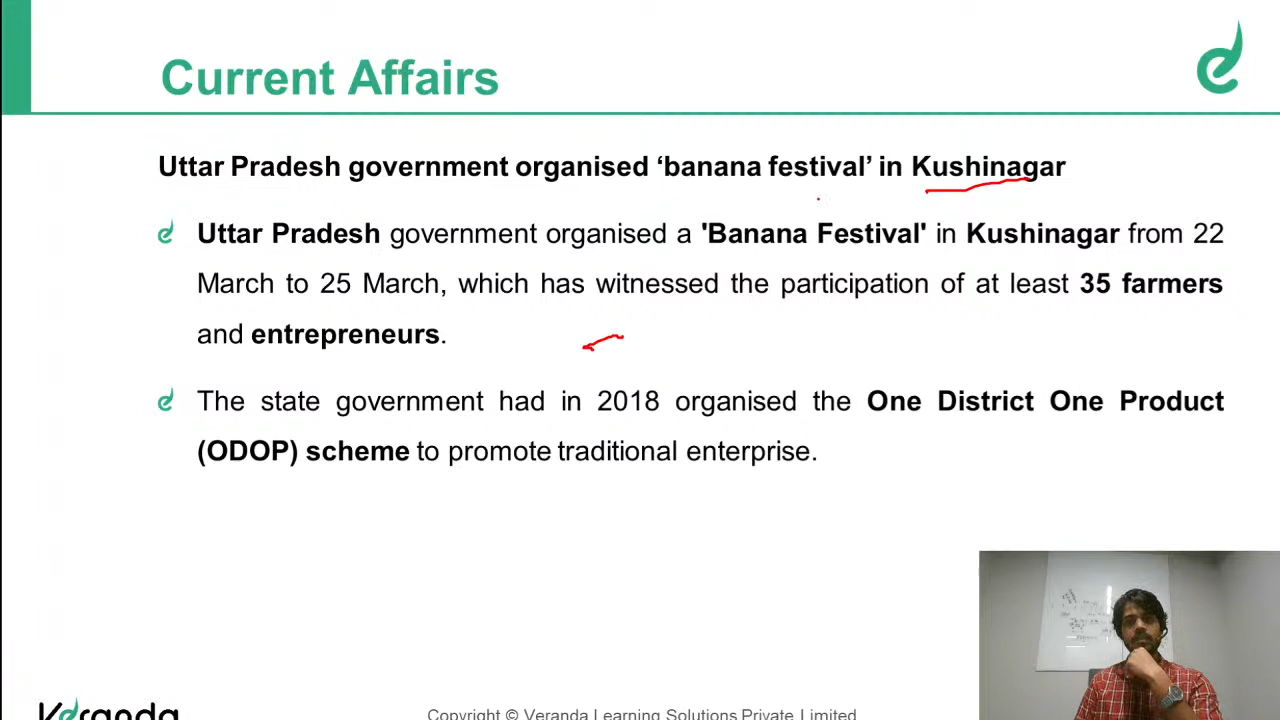 Current Affairs
Uttar Pradesh government organised ‘banana festival’ in Kushinagar
Uttar Pradesh government organised a 'Banana Festival' in Kushinagar from 22
March to 25 March, which has witnessed the participation of at least 35 farmers
and entrepreneurs.
The state government had in 2018 organised the One District One Product
(ODOP) scheme to promote traditional enterprise.
Veranda
Copyright © Veranda Learning Solutions Private Limited